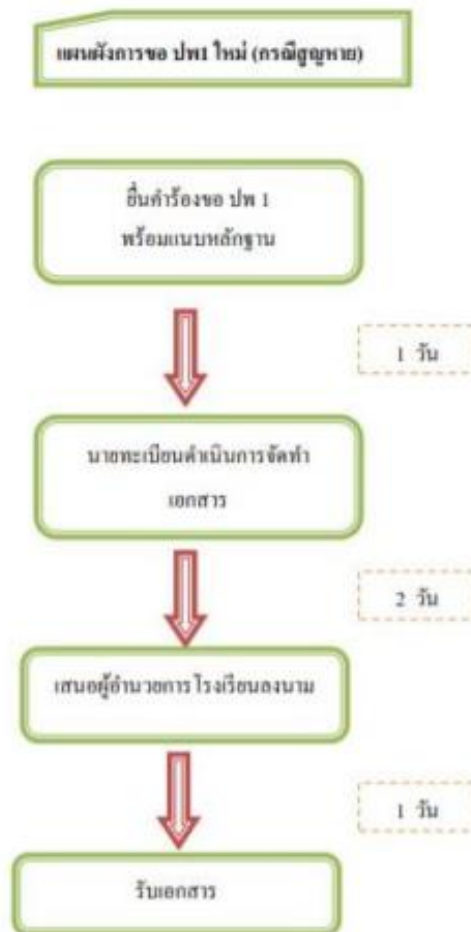 แผนผังการขอ ปพ1 ใหม่ (กรณีสูญหาย)
ยื่นคำร้องขอ ปพ 1
พร้อมแนบหลักฐาน
1 วัน
นายทะเบียนดำเนินการจัดทำ
เอกสาร
2 วัน
เสนอผู้อำนวยการโรงเรียนลงนาม
1 วัน
รับเอกสาร